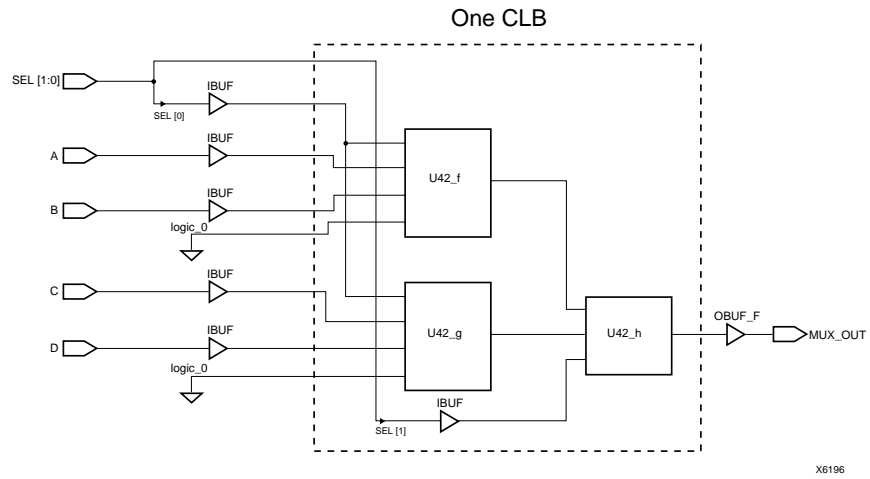 One CLB
SEL [1:0]
IBUF
SEL [0]
IBUF
A
U42_f
IBUF
B
logic_0
IBUF
C
OBUF_F
IBUF
U42_g
U42_h
MUX_OUT
D
logic_0
IBUF
SEL [1]
X6196